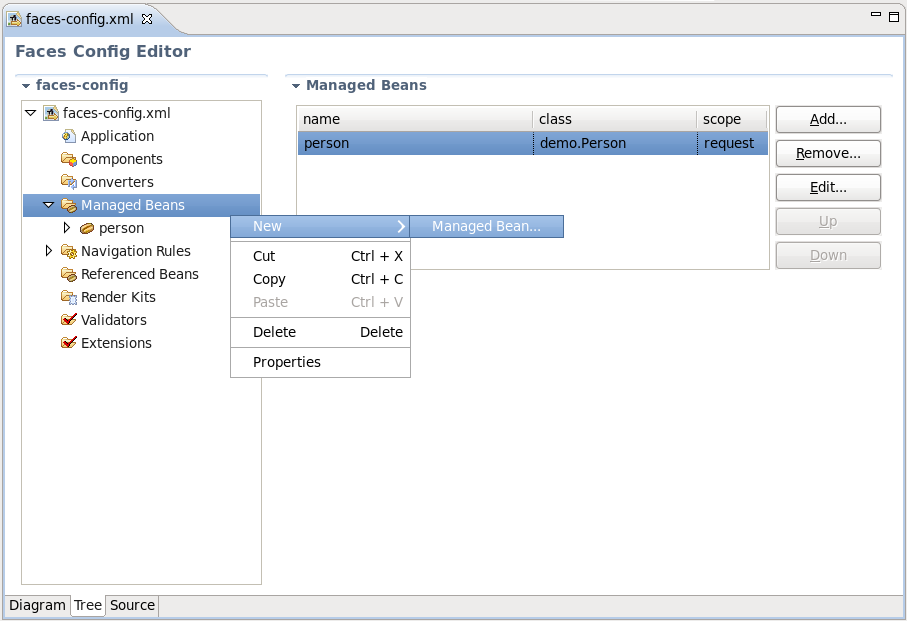 faces-config.xml
Faces Config Editor
faces-config
faces-config.xml
Application
Components
Converters
Managed Beans
person
Navigation Rules
Referenced Beans
Render Kits
Validators
Extensions
Managed Beans
name class scope
person demo.Person request
Add...
Remove...
Edit...
Up
Down
New
Managed Bean...
Cut Ctrl + X
Copy Ctrl + C
Paste Ctrl + V
Delete Delete
Properties
Diagram Tree Source